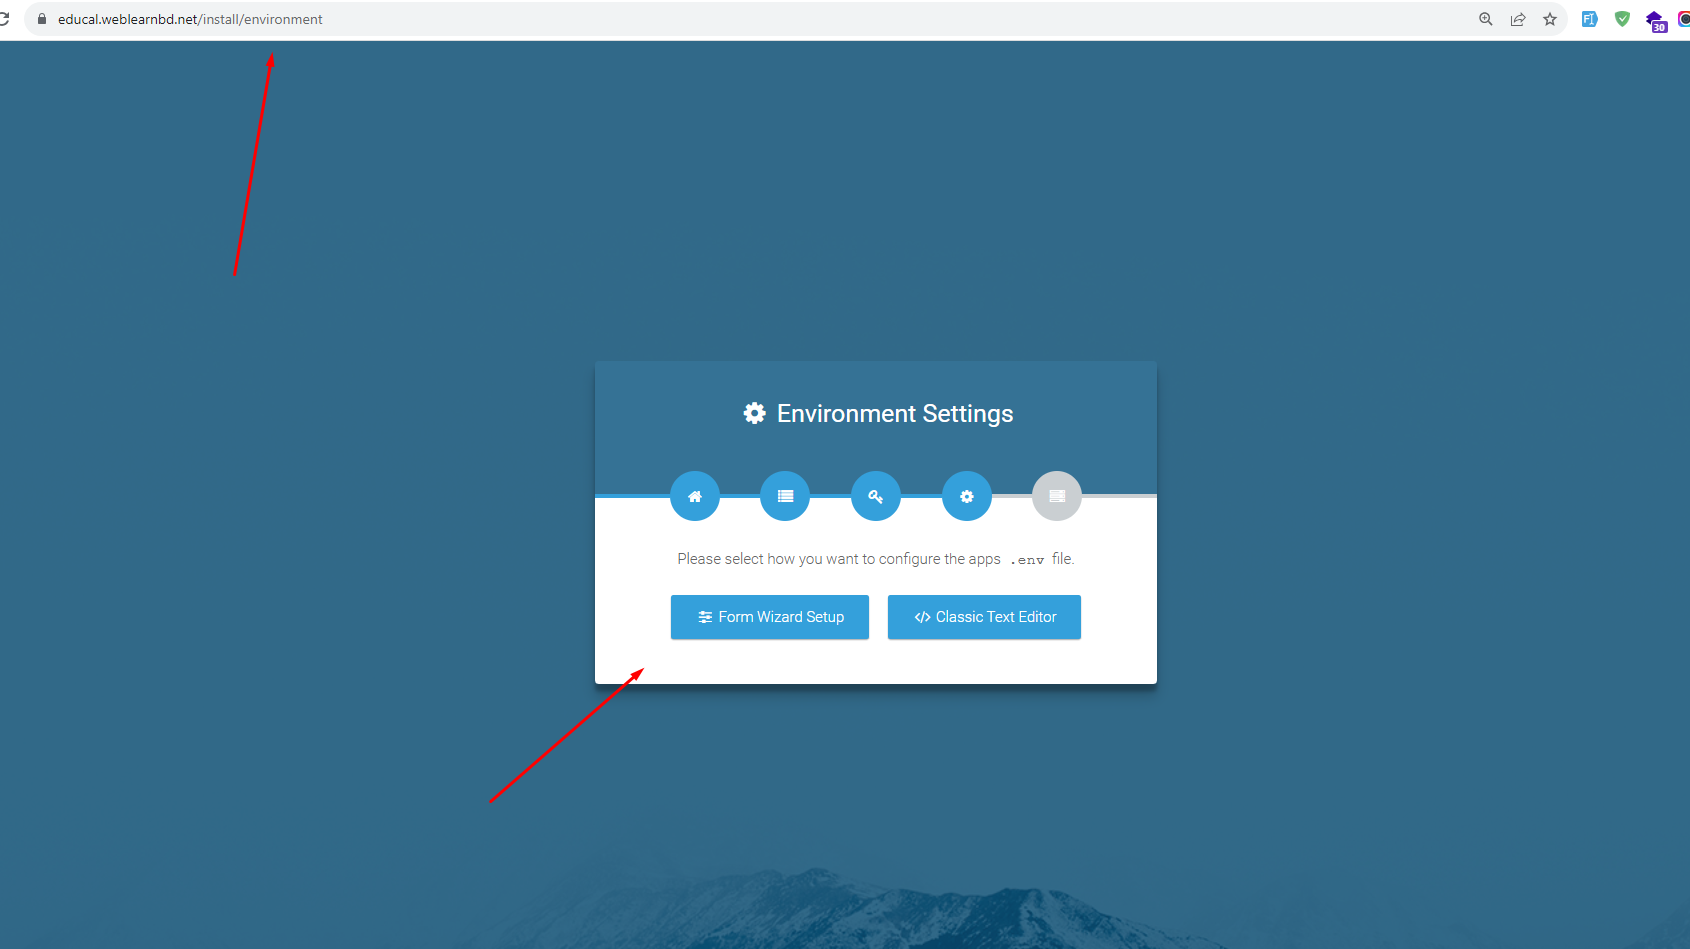 educal.weblearnbd.net/install/environment
30
Environment Settings
Please select how you want to configure the apps .env file.
Form Wizard Setup
Classic Text Editor